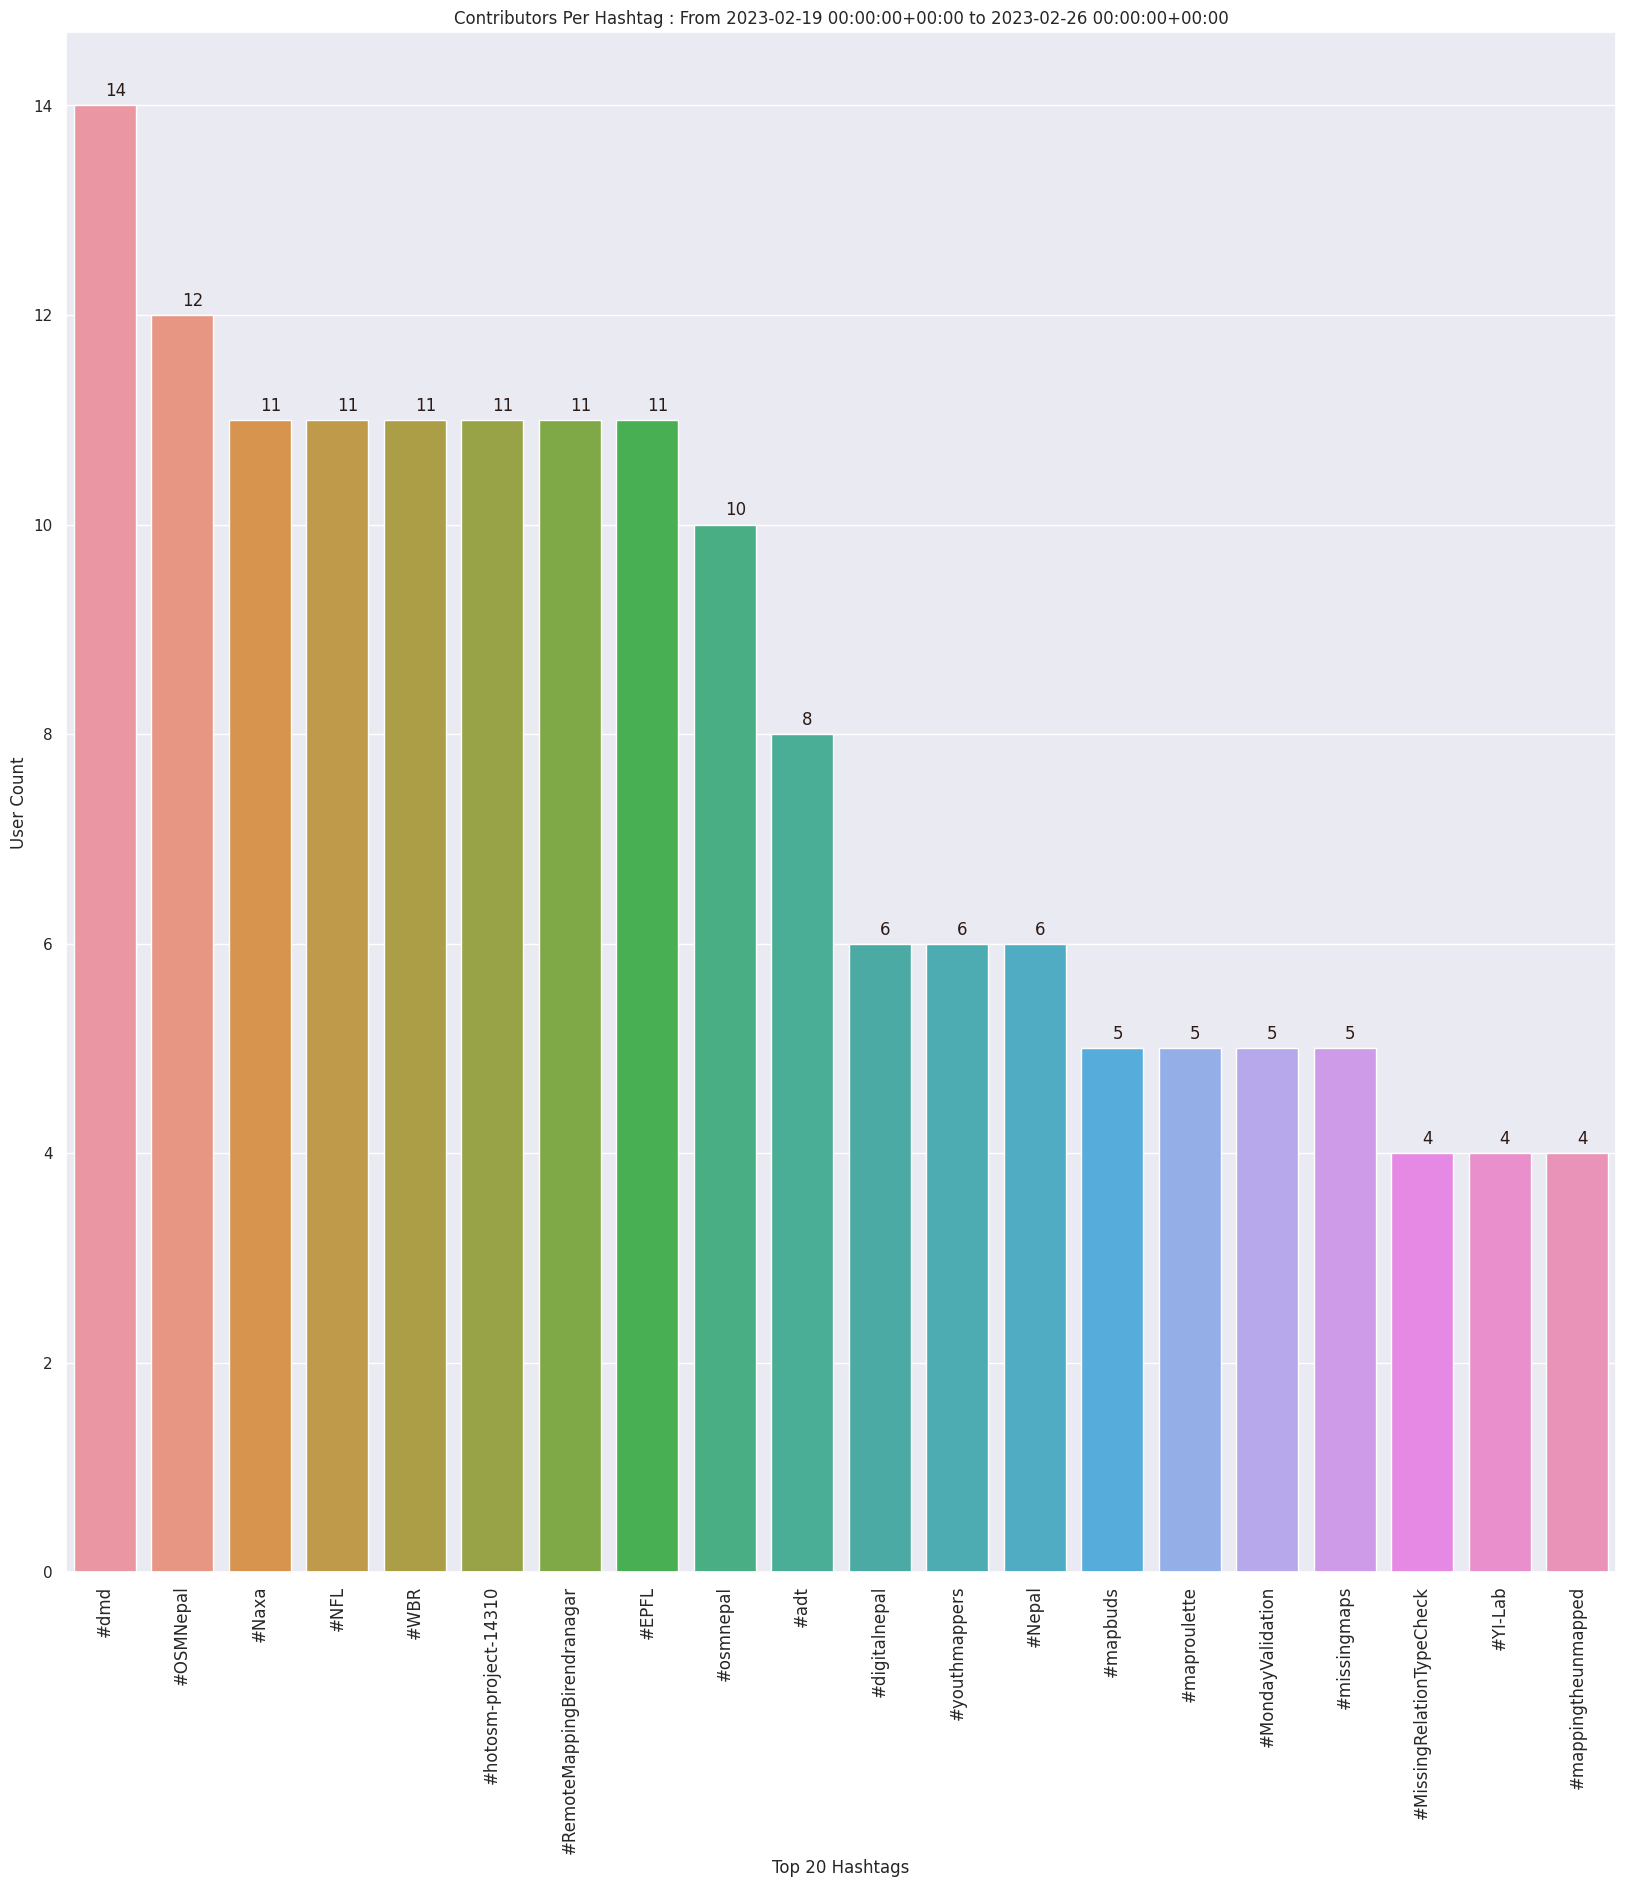 Contributors Per Hashtag : From 2023-02-19 00:00:00+00:00 to 2023-02-26 00:00:00+00:00
User Count
14
12
10
8
6
4
2
0
14
12
11
11
11
11
11
11
10
8
6
6
6
5
5
5
5
4
4
4
#dmd
#OSMNepal
#Naxa
#NFL
#WBR
#hotosm-project-14310
#RemoteMappingBirendranagar
#EPFL
#osmnepal
#adt
#digitalnepal
#youthmappers
#Nepal
#mapbuds
#maproulette
#MondayValidation
#missingmaps
#MissingRelationTypeCheck
#YI-Lab
#mappingtheunmapped
Top 20 Hashtags